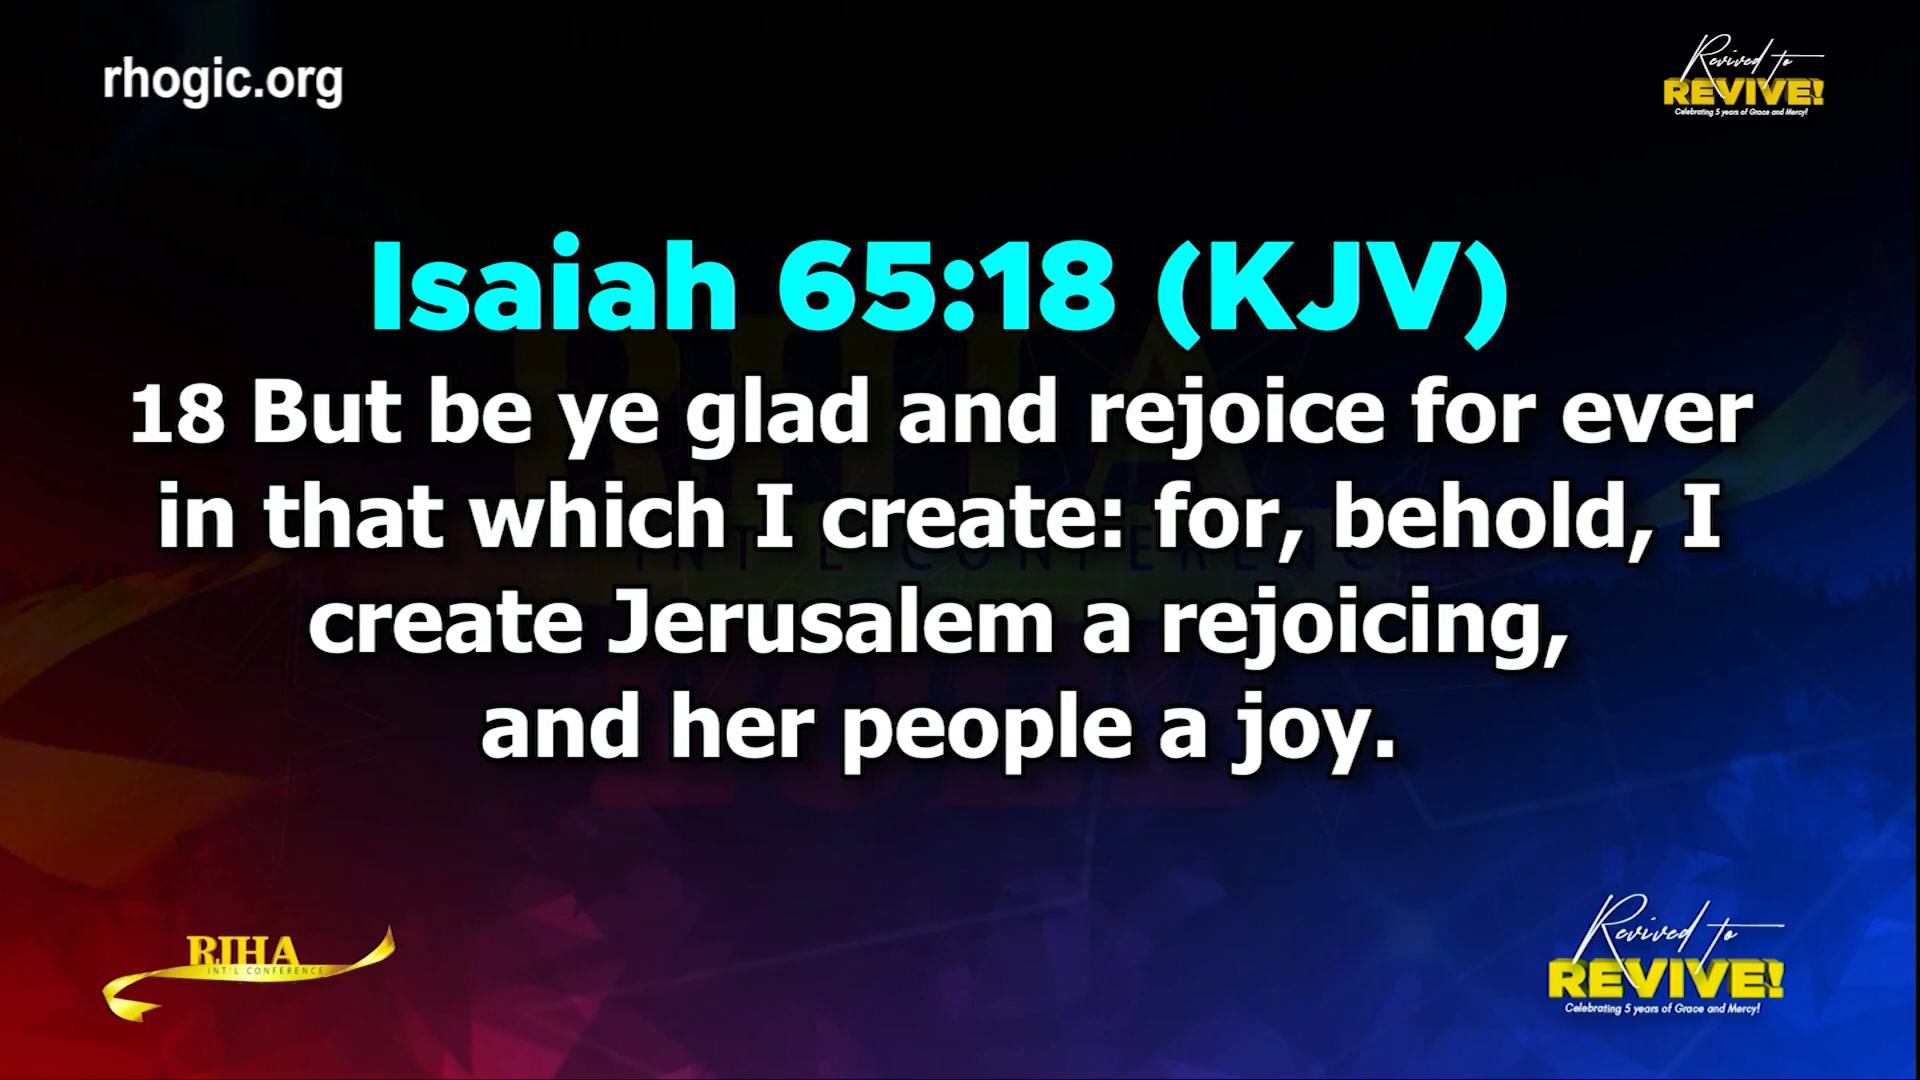 rhogic.org
Revived to
REVIVE!
Celebrating 5 years of Grace and Mercy!
Isaiah 65:18 (KJV)
18 But be ye glad and rejoice for ever
in that which I create: for, behold, I
create Jerusalem a rejoicing,
and her people a joy.
RIHA
INT'L CONFERENCE
Revived to
REVIVE!
Celebrating 5 years of Grace and Mercy!